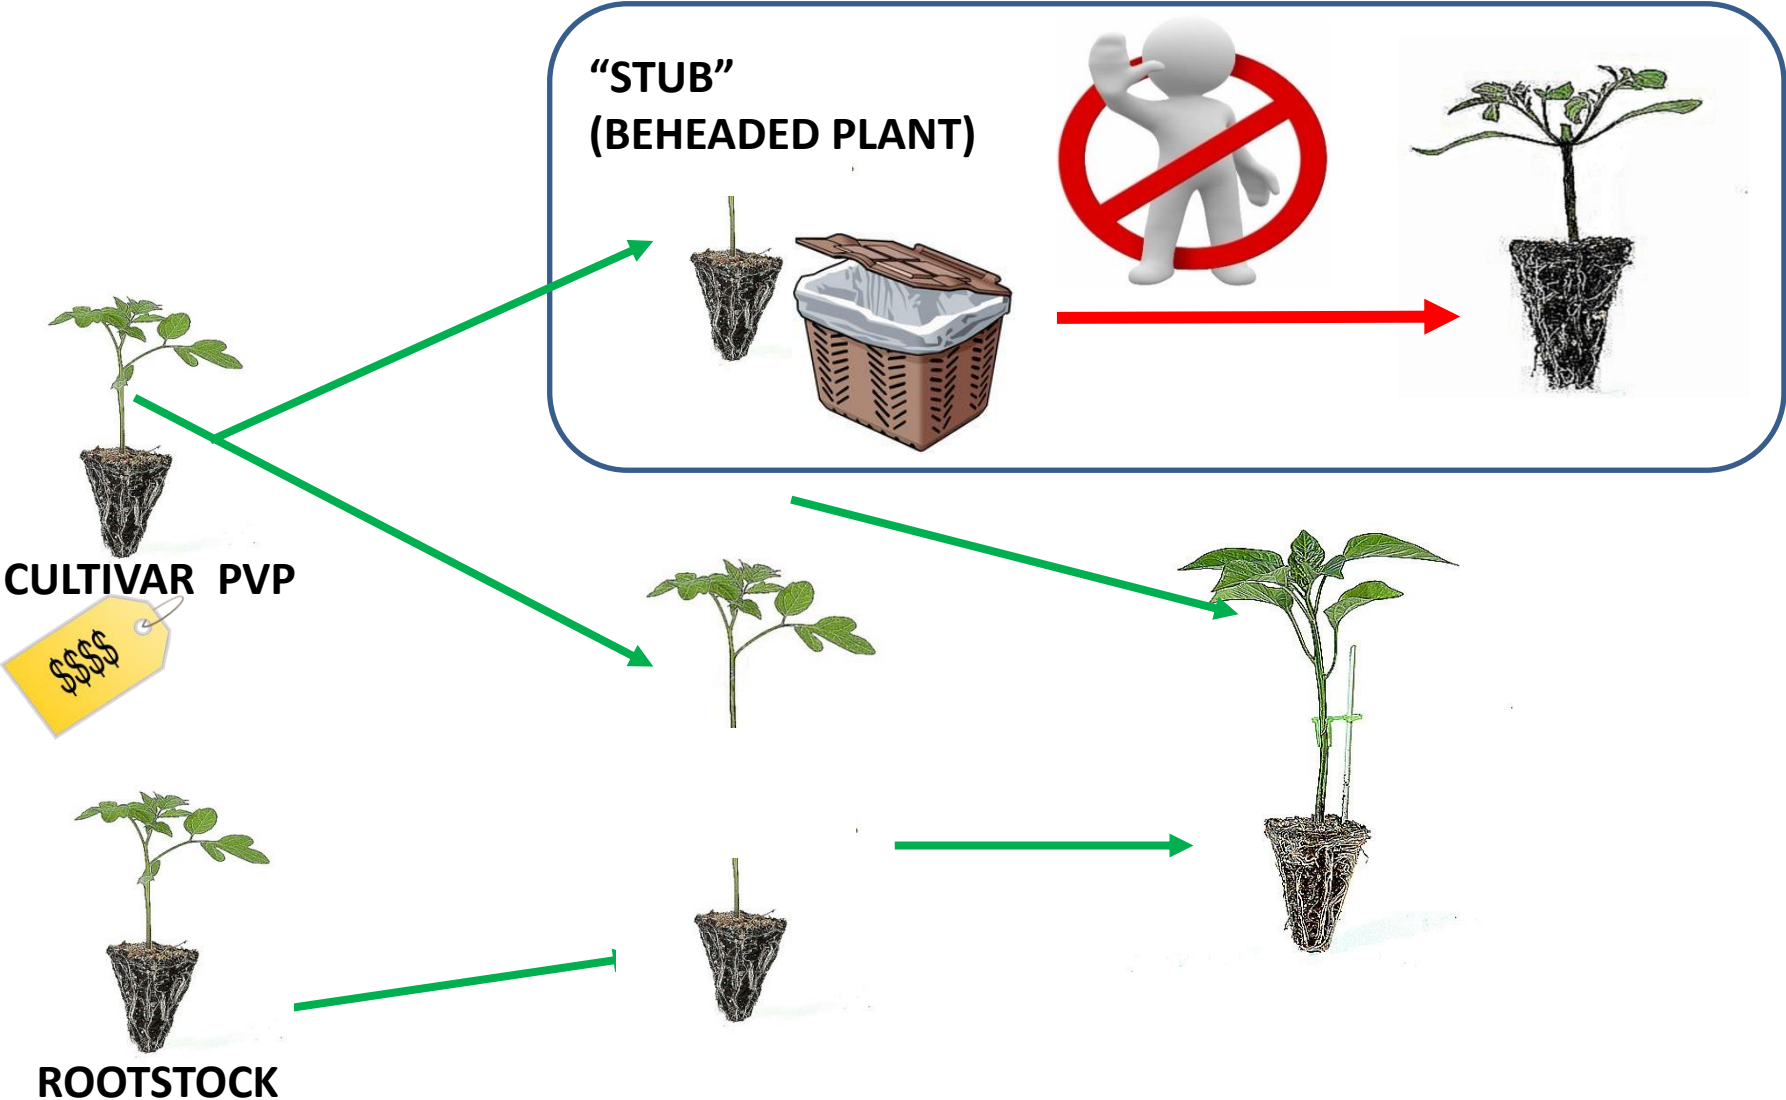 “STUB”
(BEHEADED PLANT)
CULTIVAR PVP
$$$$
ROOTSTOCK